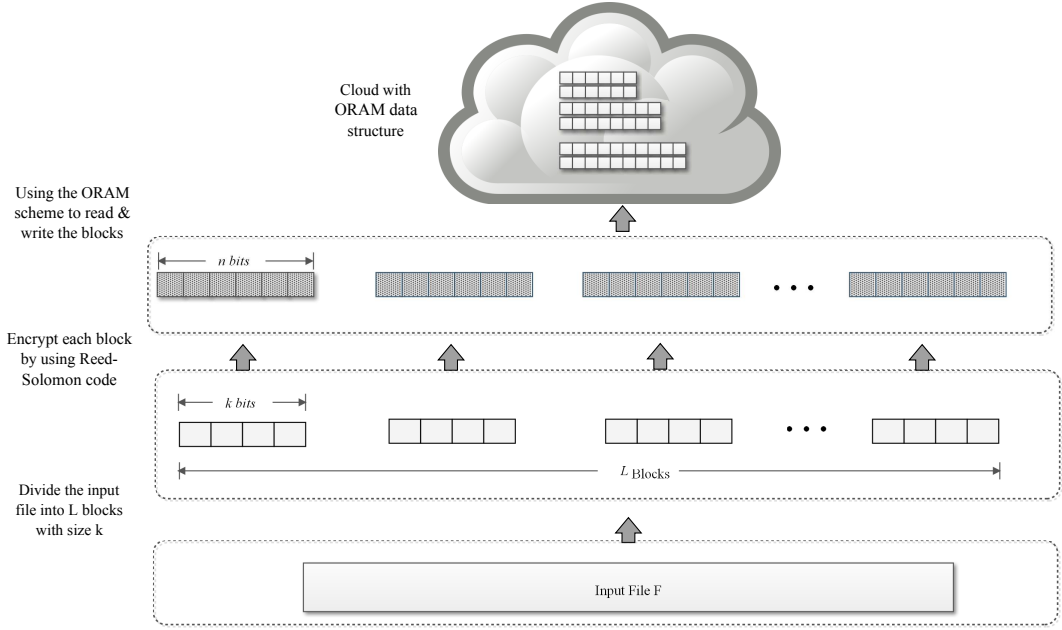 Cloud with
ORAM data
structure
Using the ORAM
scheme to read &
write the blocks
n bits
Encrypt each block
by using Reed-
Solomon code
k bits
L Blocks
Divide the input
file into L blocks
with size k
Input File F